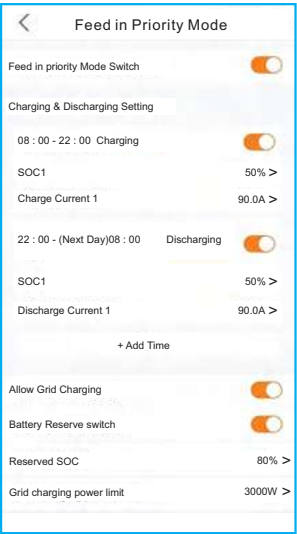 Feed in Priority Mode
Feed in priority Mode Switch
Charging & Discharging Setting
08 : 00 - 22 : 00 Charging
SOC1 50% >
Charge Current 1 90.0A >
22 : 00 - (Next Day)08 : 00 Discharging
SOC1 50% >
Discharge Current 1 90.0A >
+ Add Time
Allow Grid Charging
Battery Reserve switch
Reserved SOC 80% >
Grid charging power limit 3000W >